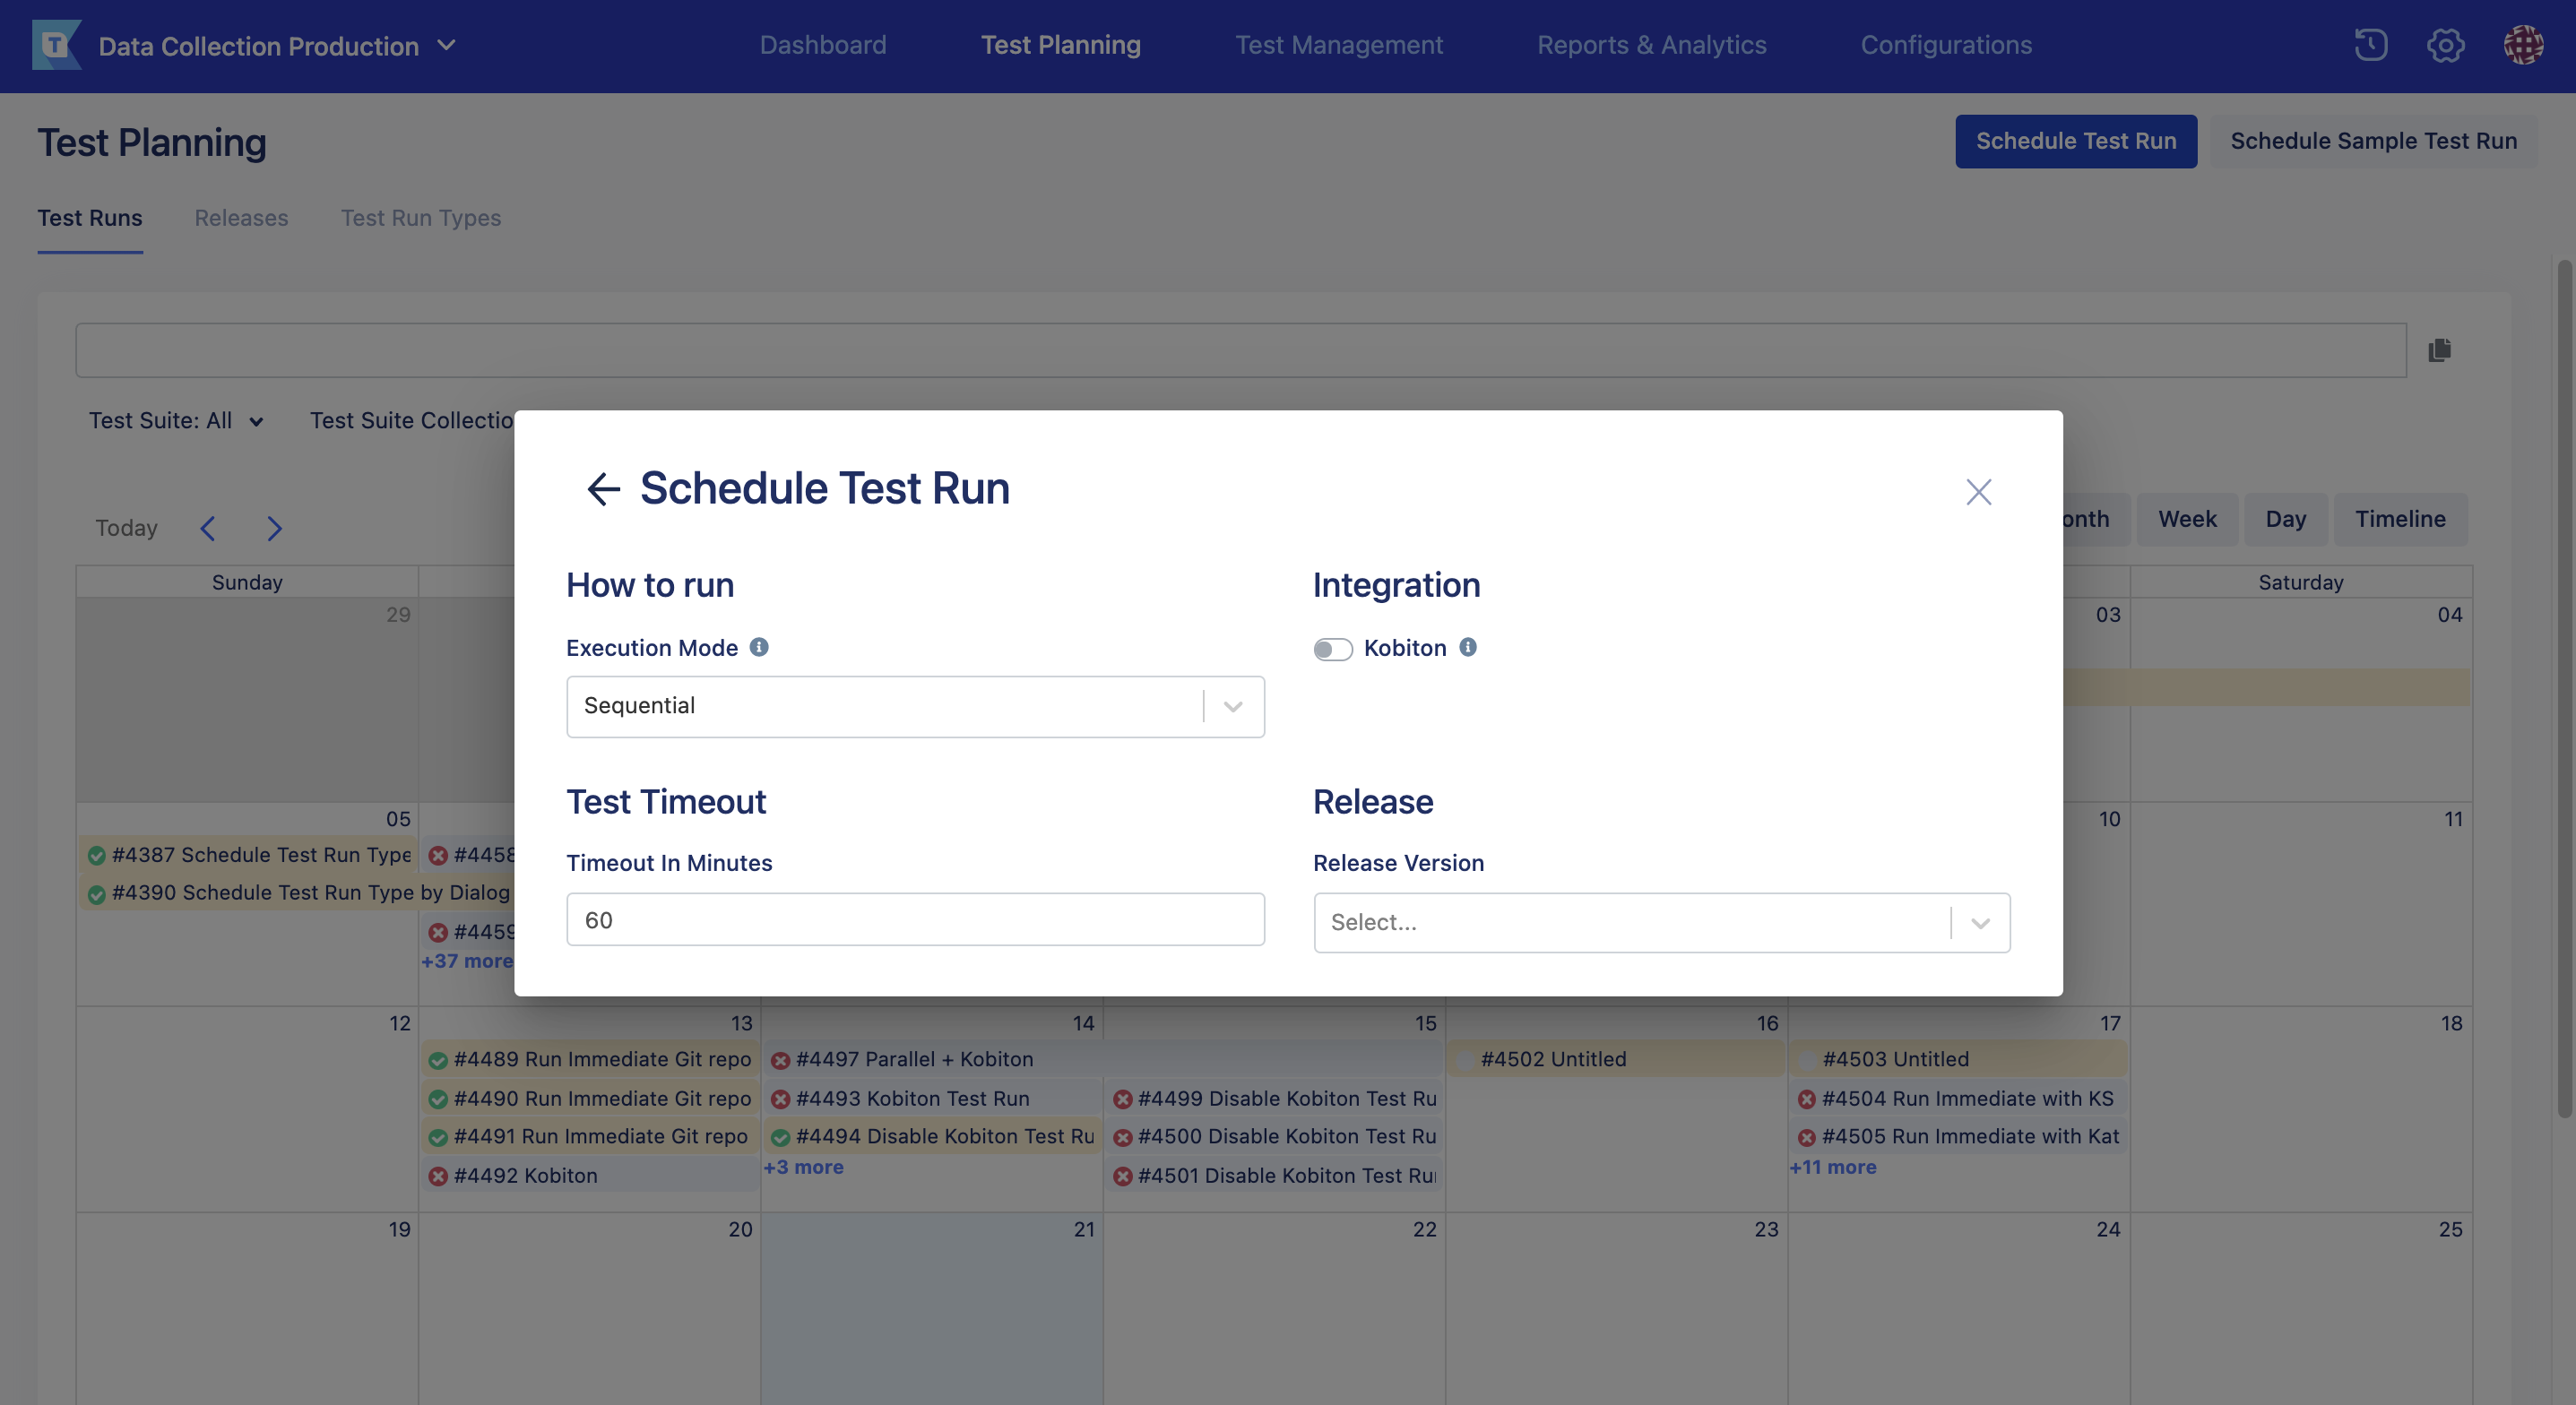 T
Data Collection Production
Dashboard
Test Planning
Test Management
Reports & Analytics
Configurations
Test Planning
Schedule Test Run
Schedule Sample Test Run
Test Runs
Releases
Test Run Types
Test Suite: All
Test Suite Collectio
Today
onth
Week
Day
Timeline
Schedule Test Run
How to run
Integration
Execution Mode
Kobiton
Sequential
Test Timeout
Release
Timeout In Minutes
Release Version
60
Select...
Sunday
Saturday
29
03
04
05
10
11
#4387 Schedule Test Run Type
#4458
#4390 Schedule Test Run Type by Dialog
#4459
+37 more
12
13
14
15
16
17
18
#4489 Run Immediate Git repo
#4497 Parallel + Kobiton
#4502 Untitled
#4503 Untitled
#4490 Run Immediate Git repo
#4493 Kobiton Test Run
#4499 Disable Kobiton Test Ru
#4504 Run Immediate with KS
#4491 Run Immediate Git repo
#4494 Disable Kobiton Test Ru
#4500 Disable Kobiton Test Ru
#4505 Run Immediate with Kat
#4492 Kobiton
+3 more
#4501 Disable Kobiton Test Ru
+11 more
19
20
21
22
23
24
25